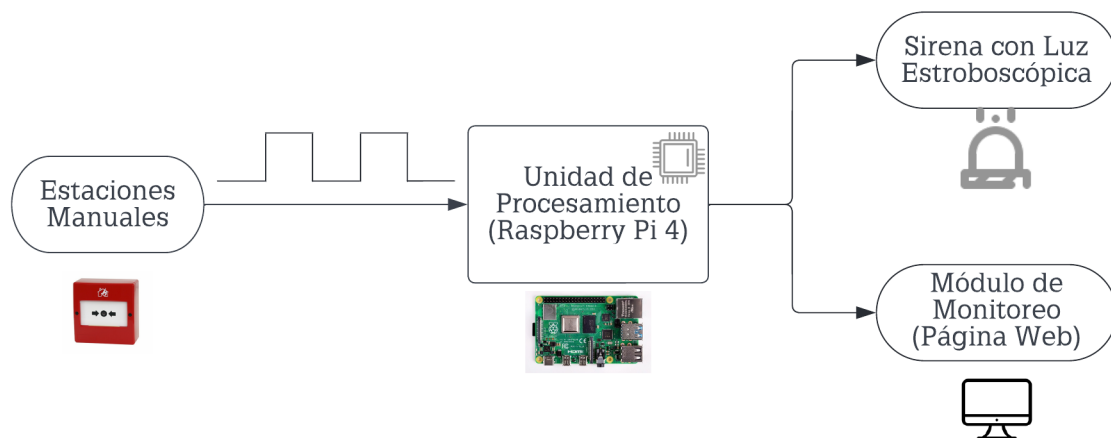 Estaciones
Manuales
Unidad de
Procesamiento
(Raspberry Pi 4)
Sirena con Luz
Estroboscópica
Módulo de
Monitoreo
(Página Web)